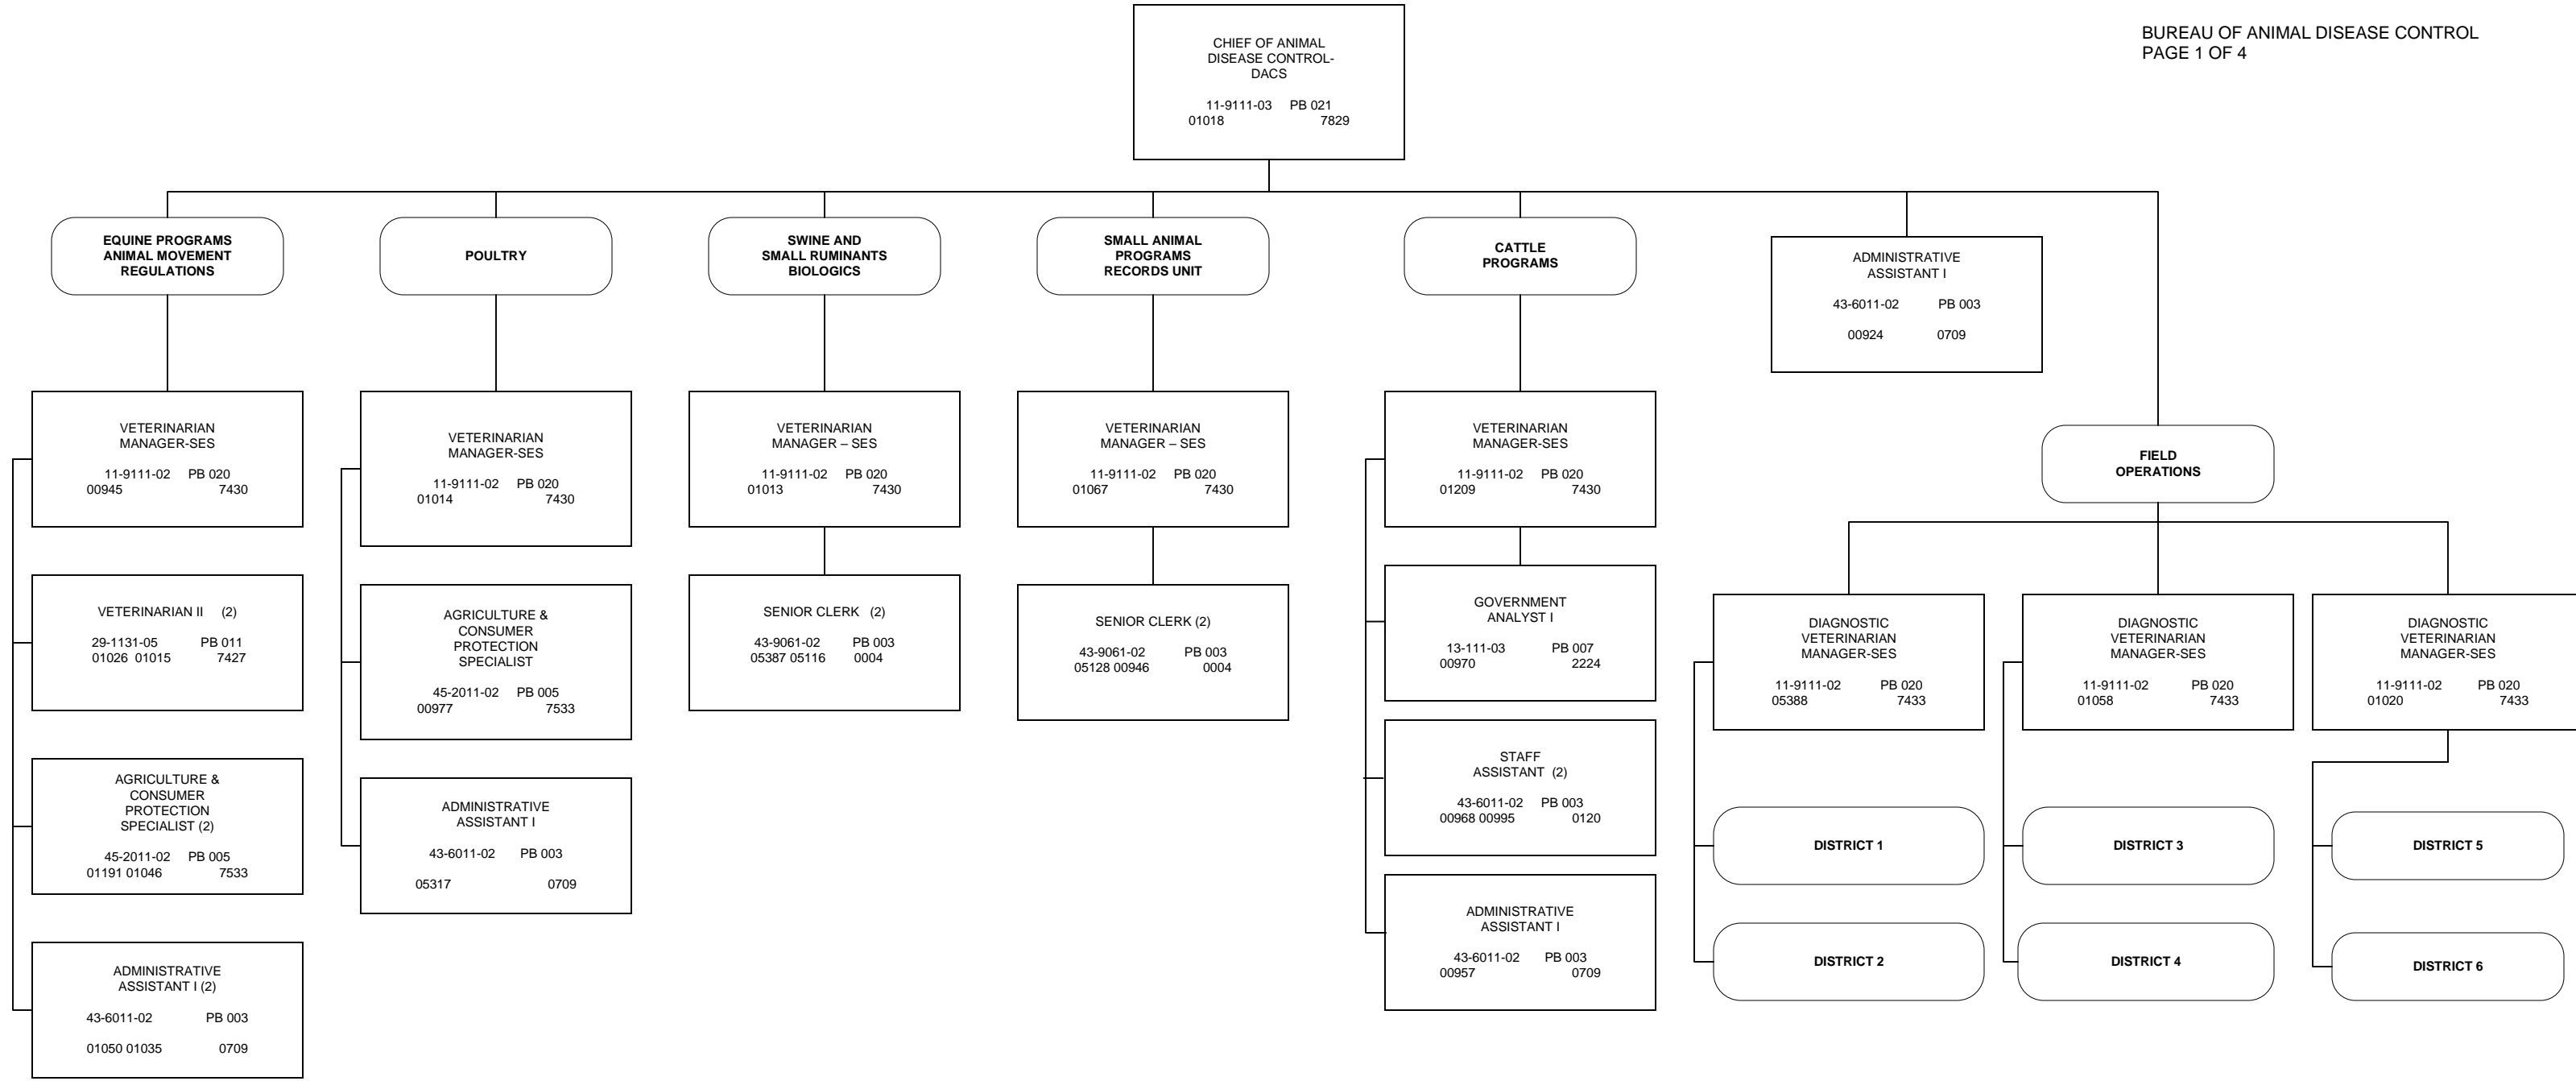 BUREAU OF ANIMAL DISEASE CONTROL
PAGE 1 OF 4
CHIEF OF ANIMAL
DISEASE CONTROL-
DACS
11-9111-03 PB 021
01018 7829
EQUINE PROGRAMS
ANIMAL MOVEMENT
REGULATIONS
VETERINARIAN
MANAGER-SES
11-9111-02 PB 020
00945 7430
VETERINARIAN II (2)
29-1131-05 PB 011
01026 01015 7427
AGRICULTURE &
CONSUMER
PROTECTION
SPECIALIST (2)
45-2011-02 PB 005
01191 01046 7533
ADMINISTRATIVE
ASSISTANT I (2)
43-6011-02 PB 003
01050 01035 0709
POULTRY
VETERINARIAN
MANAGER-SES
11-9111-02 PB 020
01014 7430
AGRICULTURE &
CONSUMER
PROTECTION
SPECIALIST
45-2011-02 PB 005
00977 7533
ADMINISTRATIVE
ASSISTANT I
43-6011-02 PB 003
05317 0709
SWINE AND
SMALL RUMINANTS
BIOLOGICS
VETERINARIAN
MANAGER – SES
11-9111-02 PB 020
01013 7430
SENIOR CLERK (2)
43-9061-02 PB 003
05387 05116 0004
SMALL ANIMAL
PROGRAMS
RECORDS UNIT
VETERINARIAN
MANAGER – SES
11-9111-02 PB 020
01067 7430
SENIOR CLERK (2)
43-9061-02 PB 003
05128 00946 0004
CATTLE
PROGRAMS
VETERINARIAN
MANAGER-SES
11-9111-02 PB 020
01209 7430
GOVERNMENT
ANALYST I
13-111-03 PB 007
00970 2224
STAFF
ASSISTANT (2)
43-6011-02 PB 003
00968 00995 0120
ADMINISTRATIVE
ASSISTANT I
43-6011-02 PB 003
00957 0709
ADMINISTRATIVE
ASSISTANT I
43-6011-02 PB 003
00924 0709
FIELD
OPERATIONS
DIAGNOSTIC
VETERINARIAN
MANAGER-SES
11-9111-02 PB 020
05388 7433
DISTRICT 1
DISTRICT 2
DIAGNOSTIC
VETERINARIAN
MANAGER-SES
11-9111-02 PB 020
01058 7433
DISTRICT 3
DISTRICT 4
DIAGNOSTIC
VETERINARIAN
MANAGER-SES
11-9111-02 PB 020
01020 7433
DISTRICT 5
DISTRICT 6